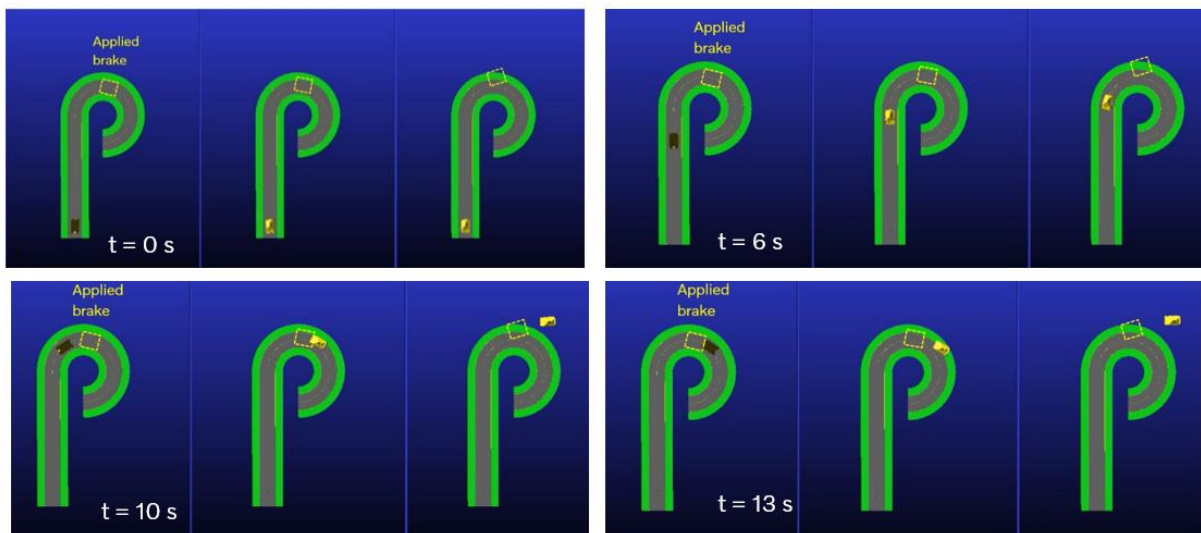 Applied
brake
t = 0 s
Applied
brake
t = 6 s
Applied
brake
t = 10 s
Applied
brake
t = 13 s